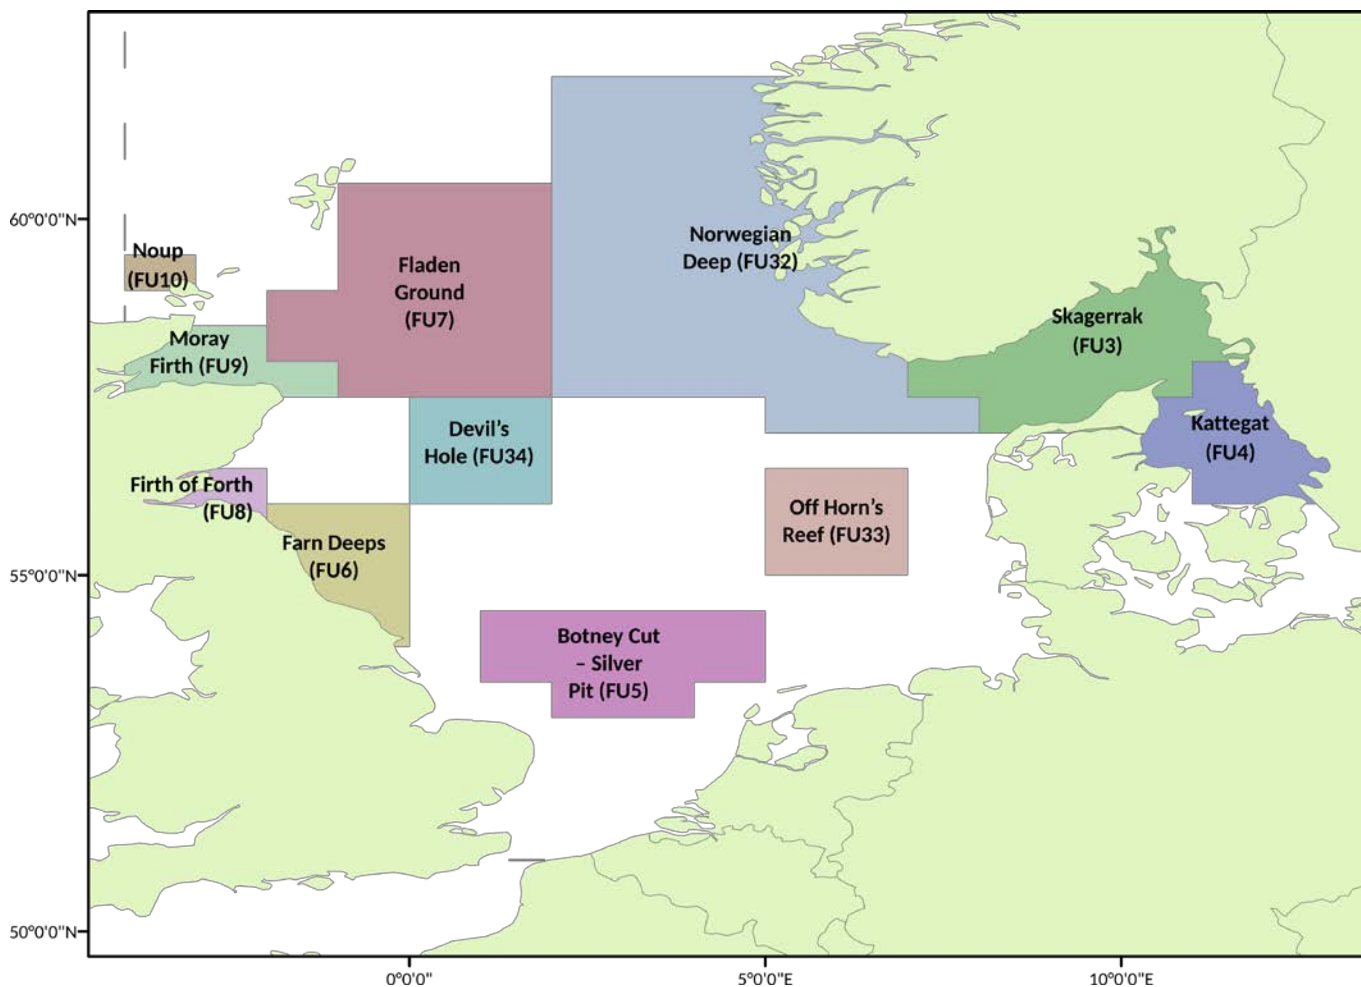 60°0'0"N
55°0'0"N
50°0'0"N
Noup
(FU10)
Moray
Firth (FU9)
Fladen
Ground
(FU7)
Norwegian
Deep (FU32)
Skagerrak
(FU3)
Kattegat
(FU4)
Devil's
Hole (FU34)
Firth of Forth
(FU8)
Farn Deeps
(FU6)
Off Horn's
Reef (FU33)
Botney Cut
– Silver
Pit (FU5)
0°0'0"
5°0'0"E
10°0'0"E